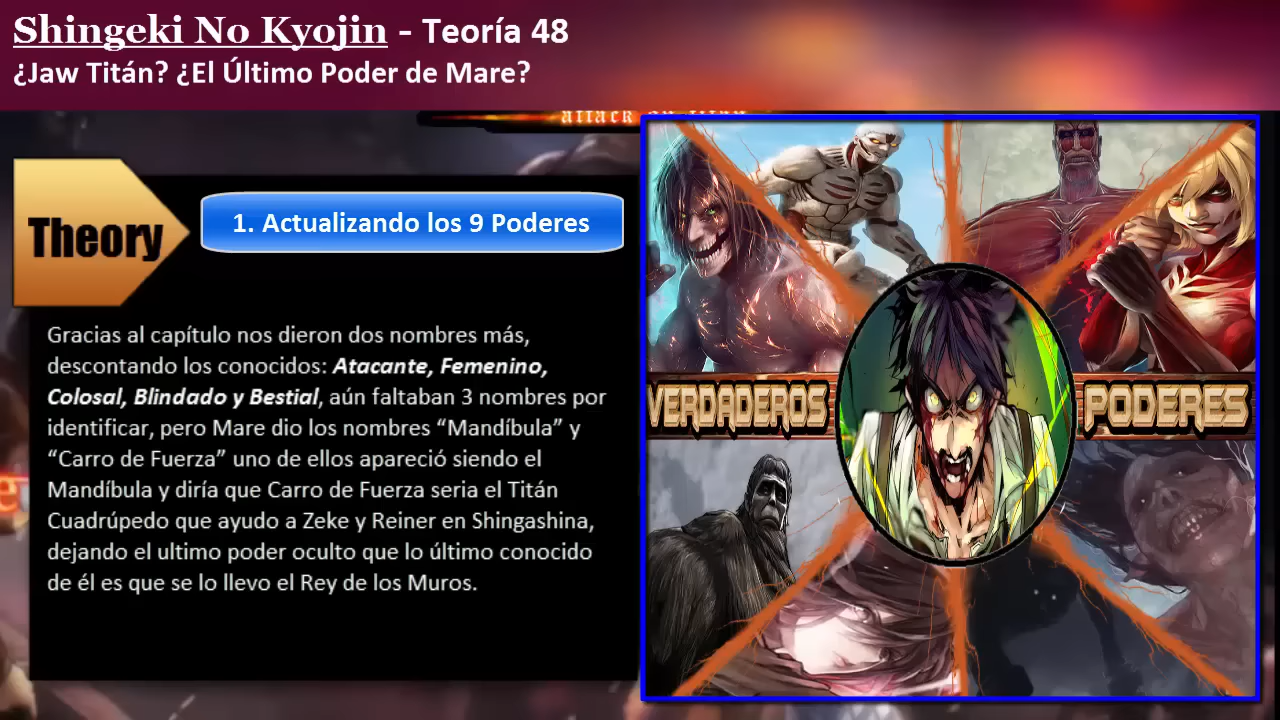 Shingeki No Kyojin - Teoría 48
¿Jaw Titán? ¿El Último Poder de Mare?
attack on titan
Theory
1. Actualizando los 9 Poderes
Gracias al capítulo nos dieron dos nombres más,
descontando los conocidos: Atacante, Femenino,
Colosal, Blindado y Bestial, aún faltaban 3 nombres por
identificar, pero Mare dio los nombres “Mandíbula” y
“Carro de Fuerza” uno de ellos apareció siendo el
Mandíbula y diría que Carro de Fuerza seria el Titán
Cuadrúpedo que ayudo a Zeke y Reiner en Shingashina,
dejando el ultimo poder oculto que lo último conocido
de él es que se lo llevo el Rey de los Muros.
VERDADEROS
PODERES